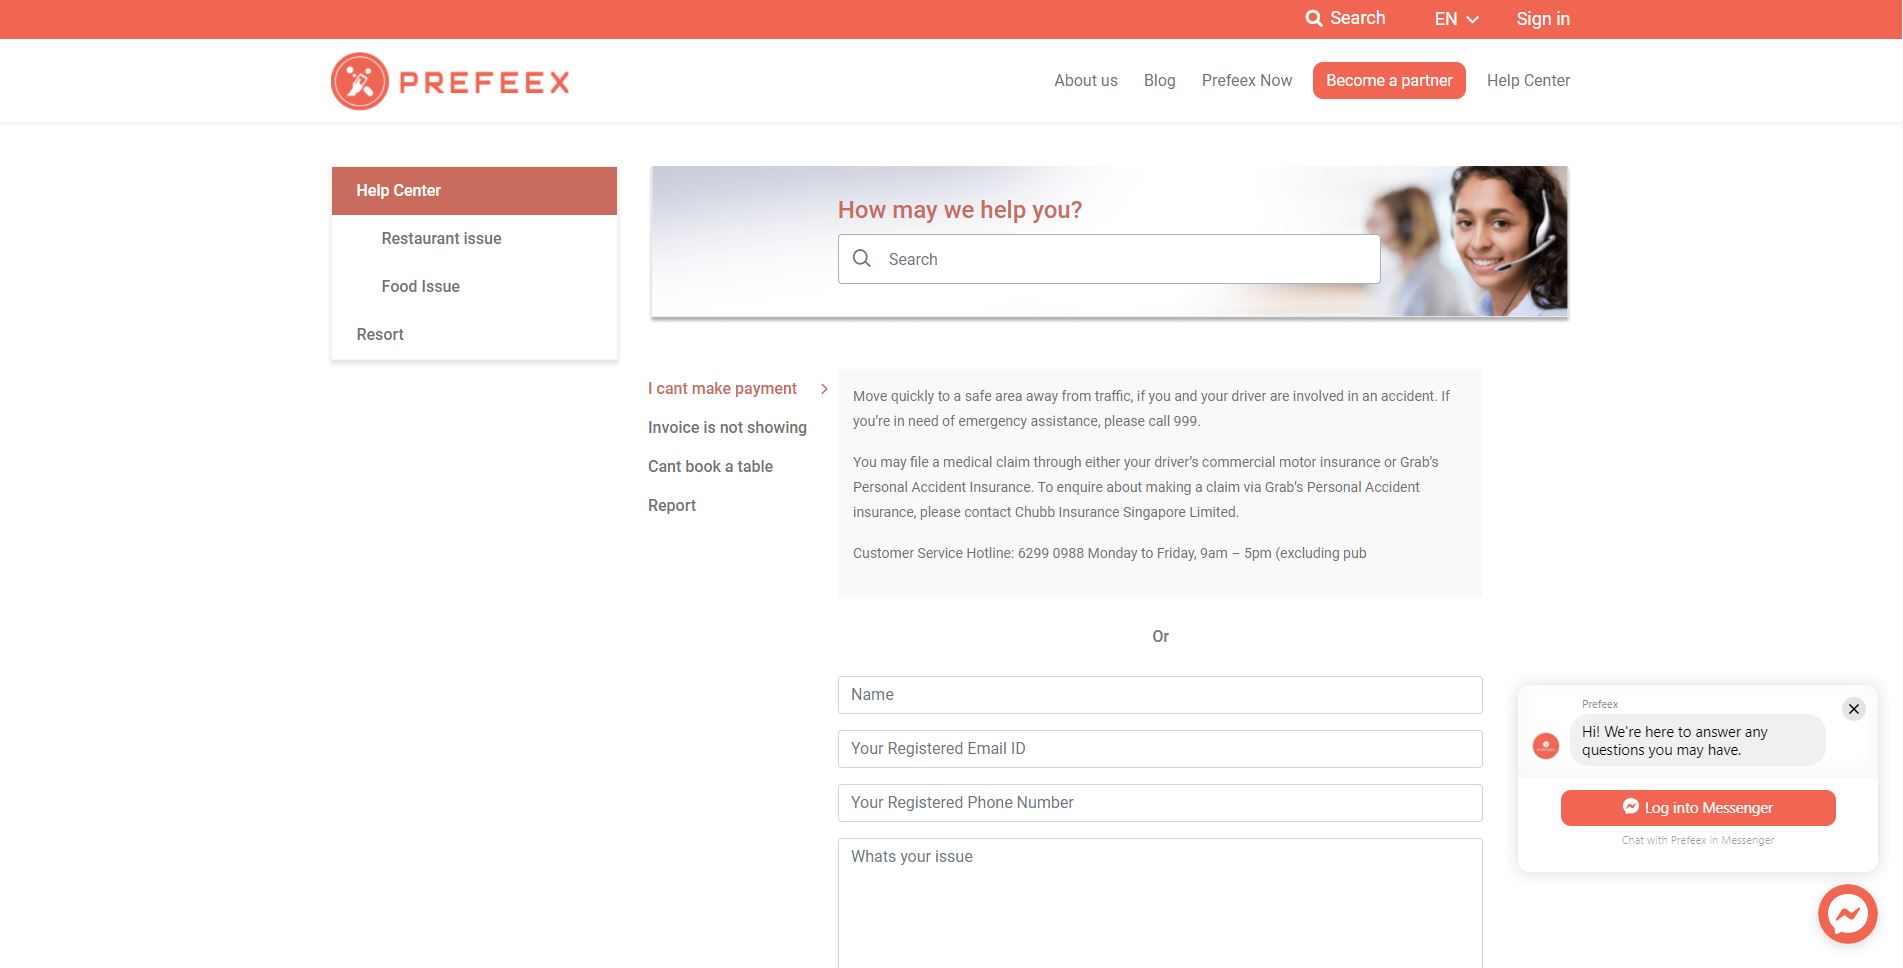 Search
EN
Sign in
PREFEEX
About us
Blog
Prefeex Now
Become a partner
Help Center
Help Center
Restaurant issue
Food Issue
Resort
How may we help you?
Search
I cant make payment
Invoice is not showing
Cant book a table
Report
Move quickly to a safe area away from traffic, if you and your driver are involved in an accident. If
you’re in need of emergency assistance, please call 999.
You may file a medical claim through either your driver’s commercial motor insurance or Grab’s
Personal Accident Insurance. To enquire about making a claim via Grab’s Personal Accident
insurance, please contact Chubb Insurance Singapore Limited.
Customer Service Hotline: 6299 0988 Monday to Friday, 9am – 5pm (excluding pub
Or
Name
Your Registered Email ID
Your Registered Phone Number
Whats your issue
Prefeex
Hi! We're here to answer any
questions you may have.
Log into Messenger
Chat with Prefeex in Messenger